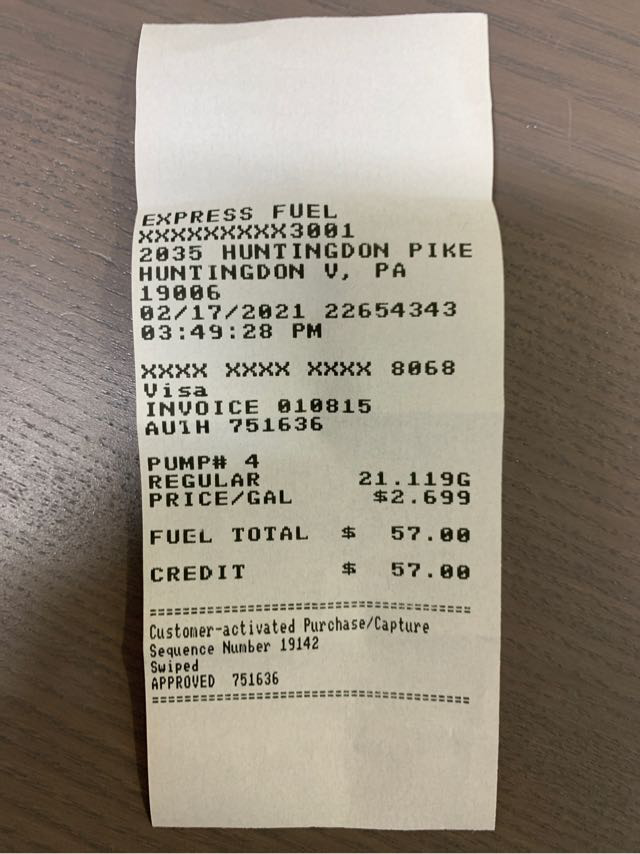 EXPRESS FUEL
XXXXXXXXXX3001
2035 HUNTINGDON PIKE
HUNTINGDON V, PA
19006
02/17/2021 22654343
03:49:28 PM
XXXX XXXX XXXX 8068
Visa
INVOICE 010815
AUTH 751636
PUMP# 4
REGULAR 21.119G
PRICE/GAL $2.699
FUEL TOTAL $ 57.00
CREDIT $ 57.00
=======================================
Customer-activated Purchase/Capture
Sequence Number 19142
Swiped
APPROVED 751636
=======================================